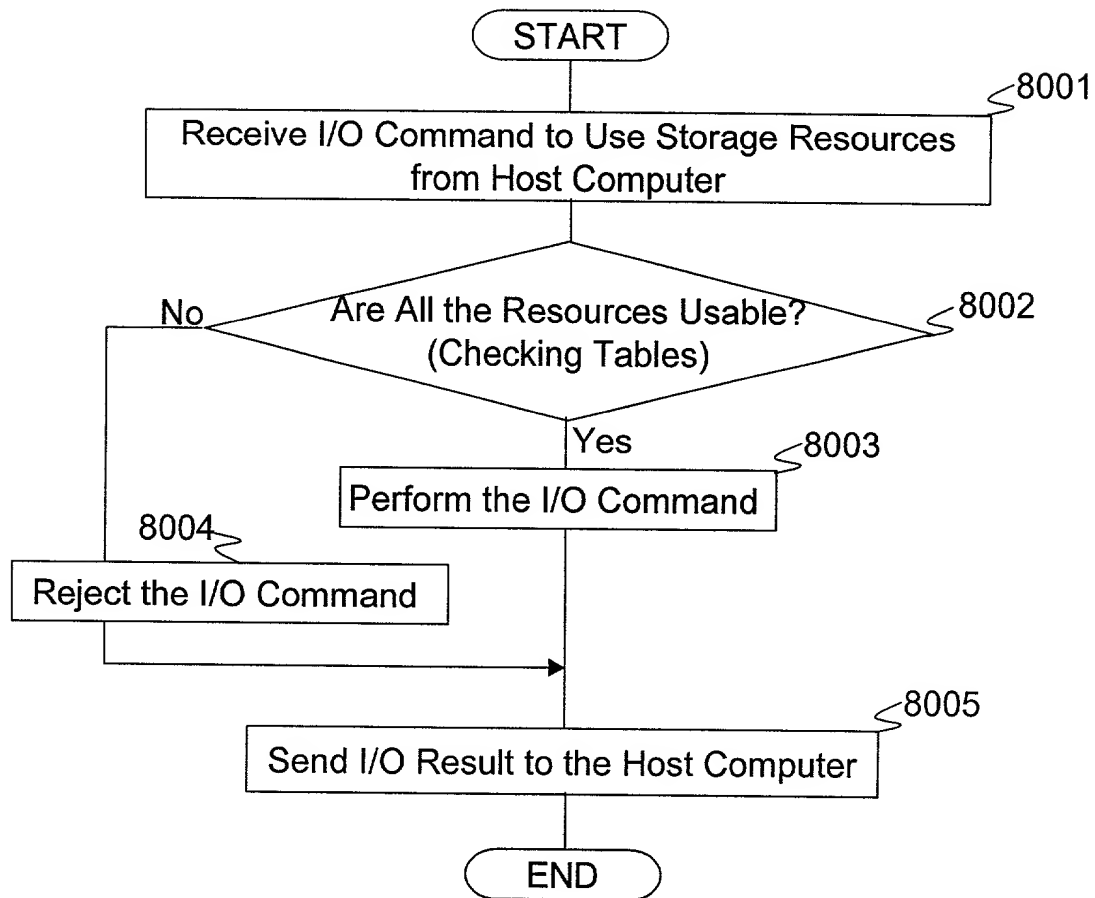 START
8001
Receive I/O Command to Use Storage Resources
from Host Computer
No
Are All the Resources Usable?
(Checking Tables)
8002
Yes
8003
Perform the I/O Command
8004
Reject the I/O Command
8005
Send I/O Result to the Host Computer
END